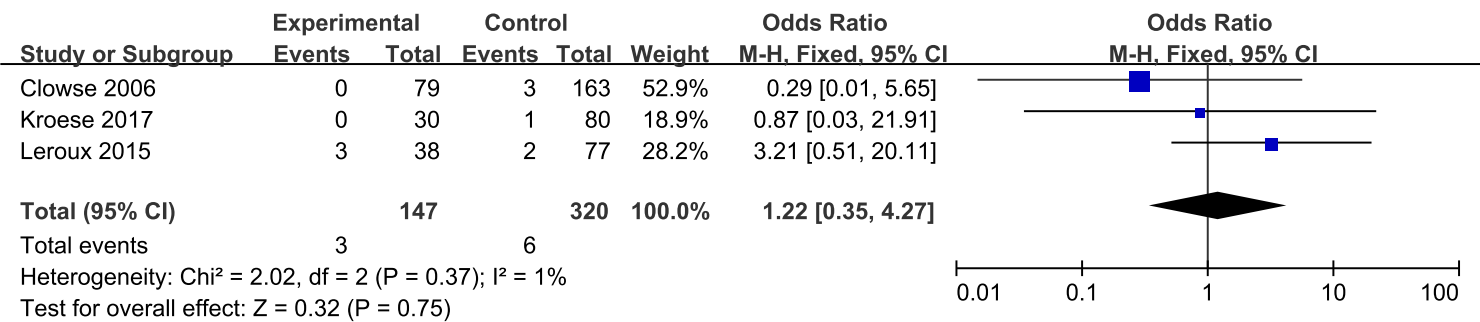 Experimental Control Odds Ratio Odds Ratio
Study or Subgroup Events Total Events Total Weight M-H, Fixed, 95% CI M-H, Fixed, 95% CI
Clowse 2006 0 79 3 163 52.9% 0.29 [0.01, 5.65]
Kroese 2017 0 30 1 80 18.9% 0.87 [0.03, 21.91]
Leroux 2015 3 38 2 77 28.2% 3.21 [0.51, 20.11]
Total (95% CI) 147 320 100.0% 1.22 [0.35, 4.27]
Total events 3 6
Heterogeneity: Chi² = 2.02, df = 2 (P = 0.37); I² = 1%
Test for overall effect: Z = 0.32 (P = 0.75)
0.01 0.1 1 10 100